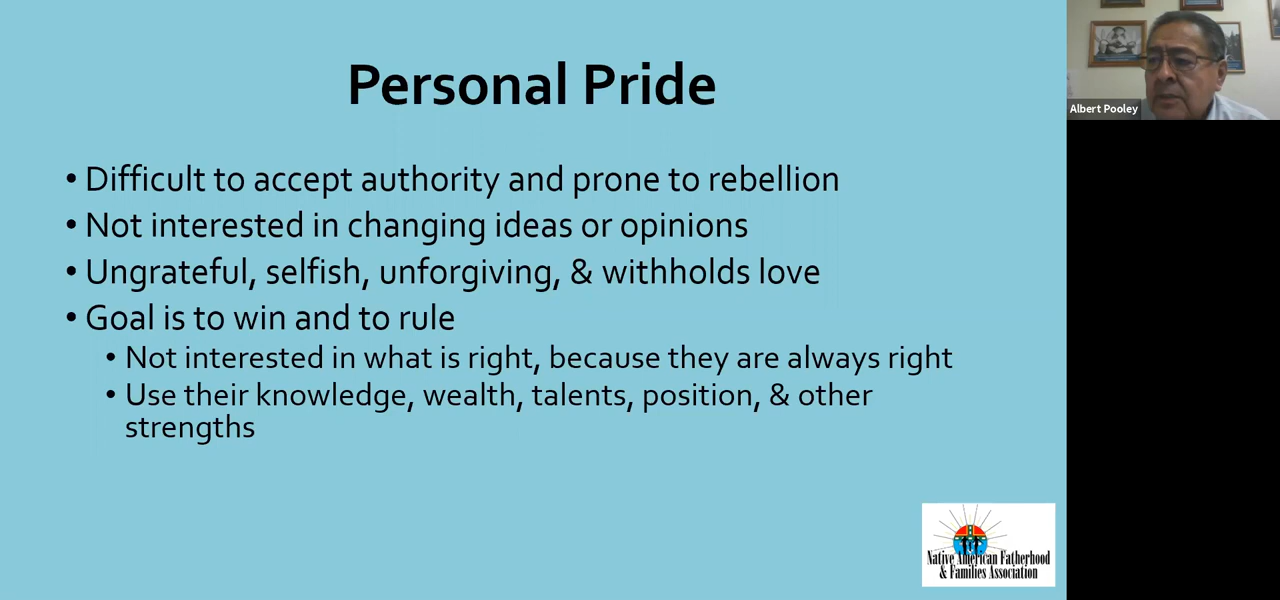 Personal Pride
• Difficult to accept authority and prone to rebellion
• Not interested in changing ideas or opinions
• Ungrateful, selfish, unforgiving, & withholds love
• Goal is to win and to rule
• Not interested in what is right, because they are always right
• Use their knowledge, wealth, talents, position, & other
strengths
Albert Pooley
Native American Fatherhood
& Families Association